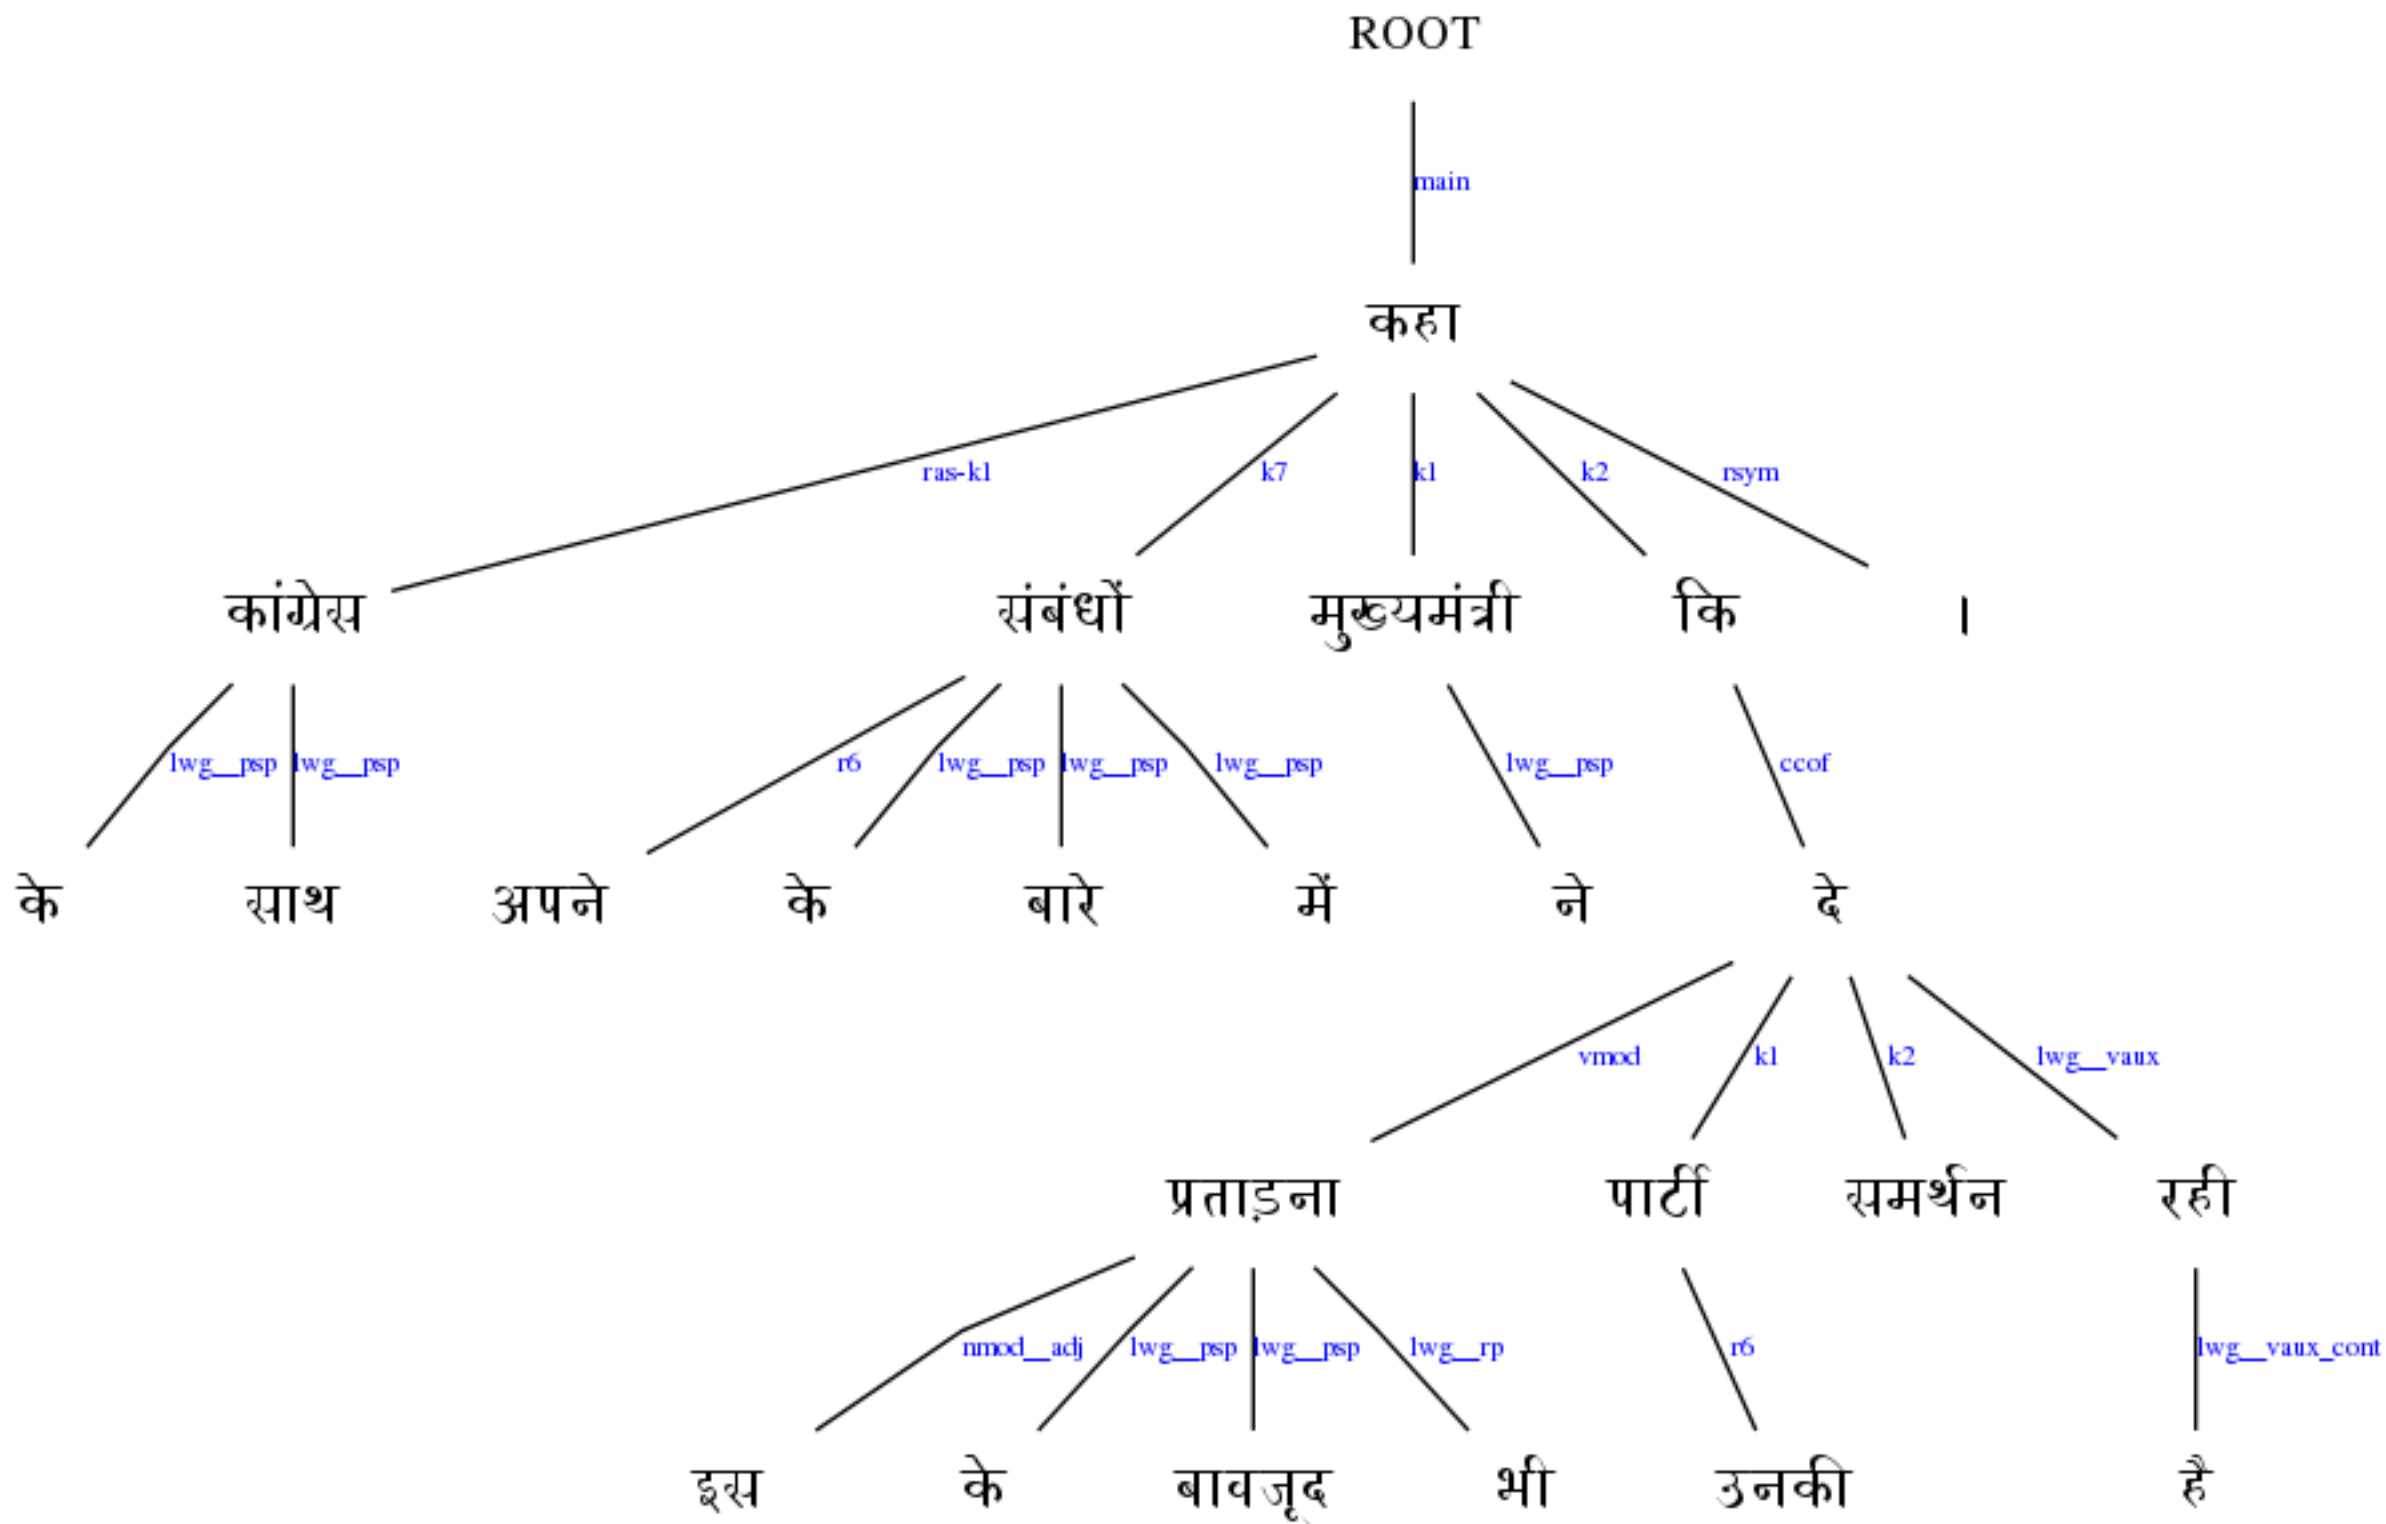 ROOT
main
कहा
ras-k1 k7 k1 k2 rsym
कांग्रेस संबंधों मुख्यमंत्री कि ।
lwg__psp lwg__psp r6 lwg__psp lwg__psp lwg__psp lwg__psp ccof
के साथ अपने के बारे में ने दे
vmod k1 k2 lwg__vaux
प्रताड़ना पार्टी समर्थन रही
nmod__adj lwg__psp lwg__psp lwg__rp r6 lwg__vaux_cont
इस के बावजूद भी उनकी है